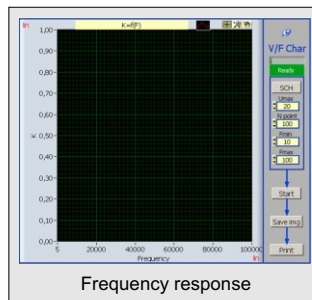 ln
K=f(F)
1,00
0,90
0,80
0,70
0,60
K 0,50
0,40
0,30
0,20
0,10
0,00
5 20000 40000 60000 80000 100000
Frequency
ln
V/F Char
Ready
SCH
Umax
20
N point
100
Fmin
10
Fmax
100
Start
Save img
Print
Frequency response